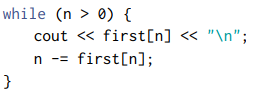 while (n > 0) {
    cout << first[n] << "\n";
    n -= first[n];
}